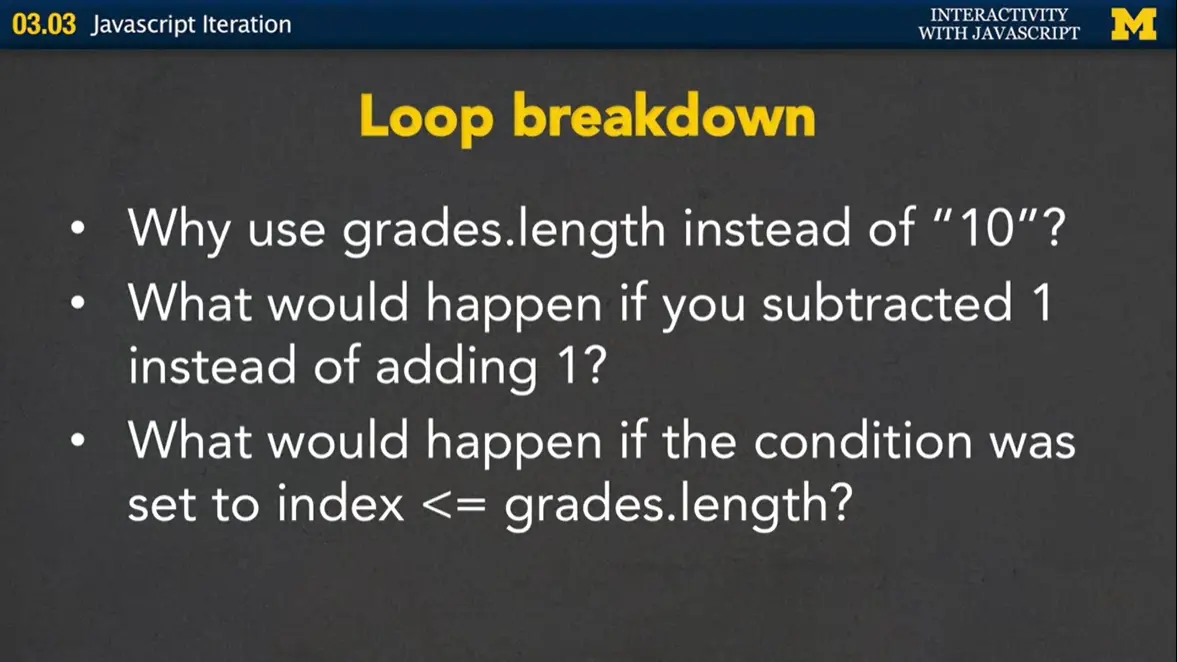 03.03 Javascript Iteration
INTERACTIVITY
WITH JAVASCRIPT
M
Loop breakdown
• Why use grades.length instead of “10”?
• What would happen if you subtracted 1
instead of adding 1?
• What would happen if the condition was
set to index <= grades.length?